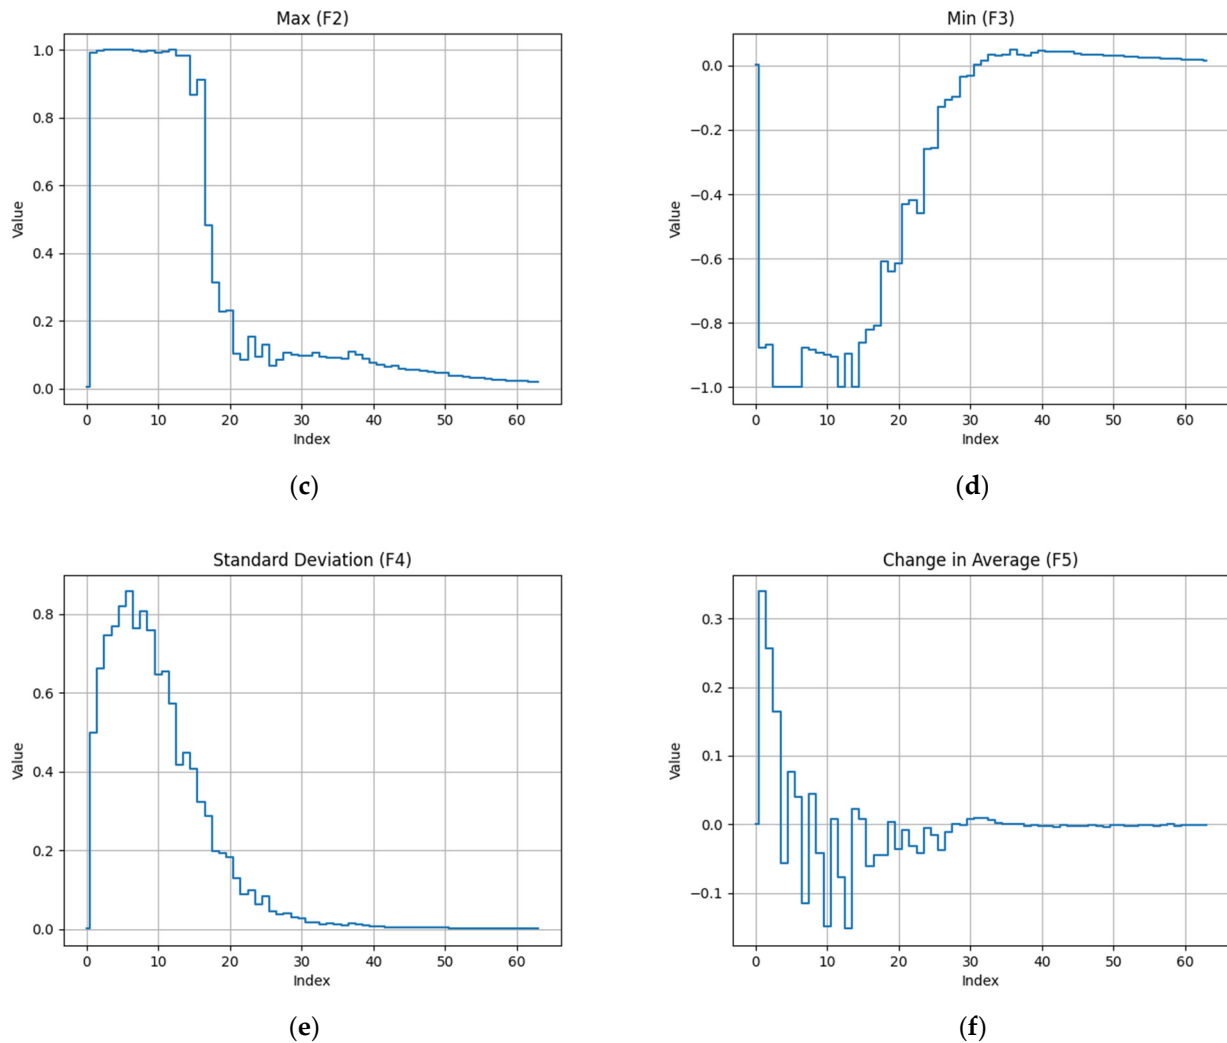 Max (F2)
Value
1.0
0.8
0.6
0.4
0.2
0.0
0 10 20 30 40 50 60
Index
(c)
Min (F3)
Value
0.0
−0.2
−0.4
−0.6
−0.8
−1.0
0 10 20 30 40 50 60
Index
(d)
Standard Deviation (F4)
Value
0.8
0.6
0.4
0.2
0.0
0 10 20 30 40 50 60
Index
(e)
Change in Average (F5)
Value
0.3
0.2
0.1
0.0
−0.1
0 10 20 30 40 50 60
Index
(f)